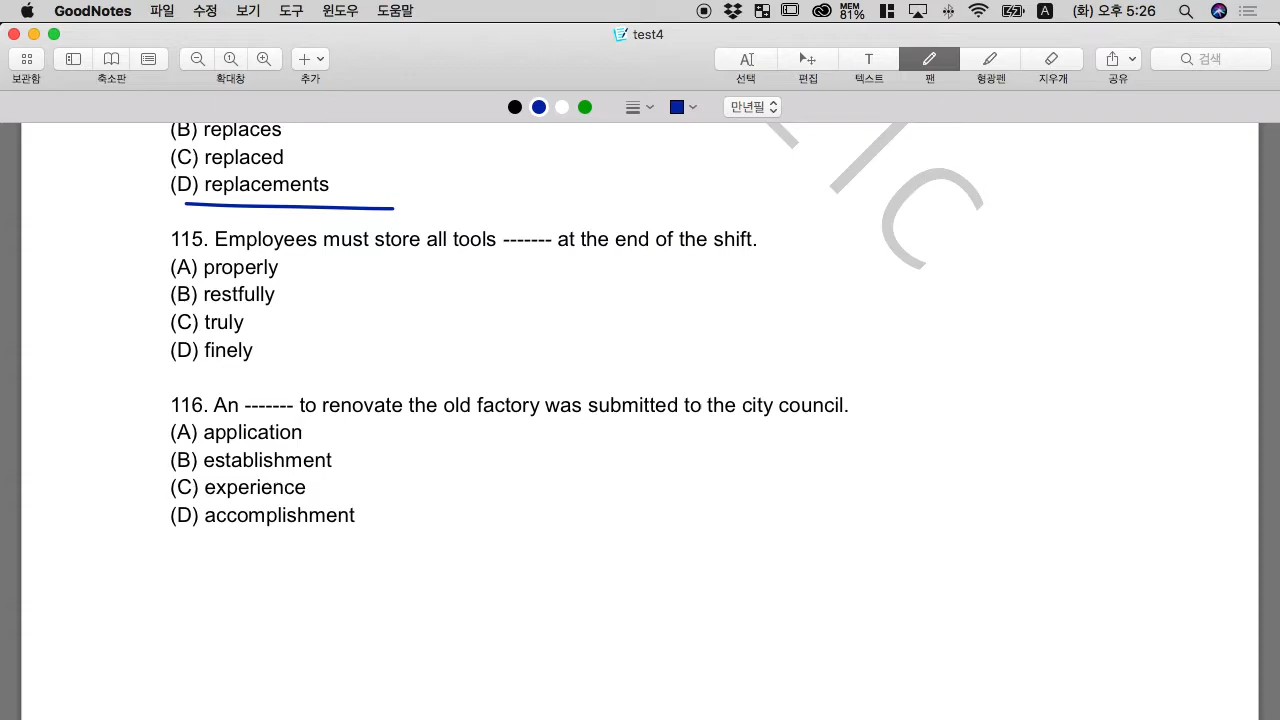 GoodNotes 파일 수정 보기 도구 윈도우 도움말 MEM 81% A (화) 오후 5:26
test4
보관함 축소판 확대창 추가 선택 편집 텍스트 펜 형광펜 지우개 공유 검색
만년필
(B) replaces
(C) replaced
(D) replacements
115. Employees must store all tools ------- at the end of the shift.
(A) properly
(B) restfully
(C) truly
(D) finely
116. An ------- to renovate the old factory was submitted to the city council.
(A) application
(B) establishment
(C) experience
(D) accomplishment